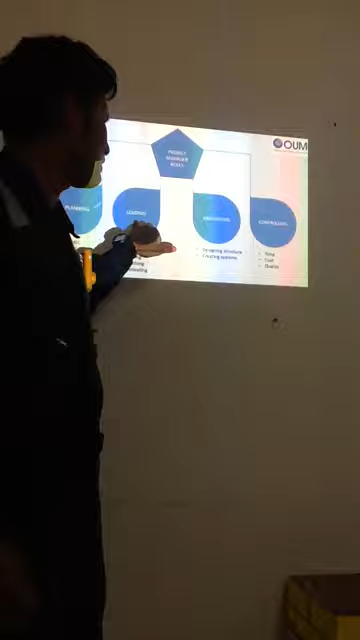 OUM
PROJECT
MANAGER
ROLES
PLANNING
LEADING
ORGANIZING
CONTROLLING
- Designing structure
- Creating systems
- Time
- Cost
- Quality